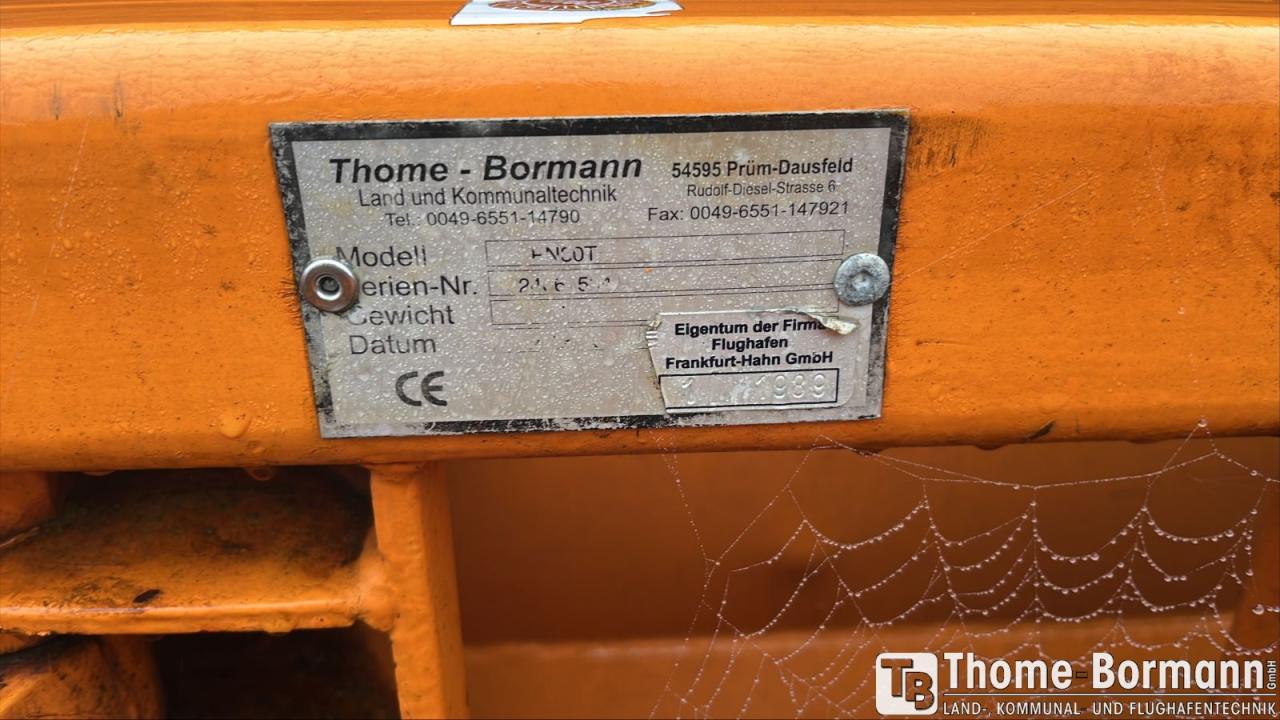 Thome - Bormann
Land und Kommunaltechnik
Tel. 0049-6551-14790
54595 Prüm-Dausfeld
Rudolf-Diesel-Strasse 6
Fax: 0049-6551-147921
Modell
Serien-Nr.
Gewicht
Datum
CE
Eigentum der Firma
Flughafen
Frankfurt-Hahn GmbH
TB
Thome-Bormann GmbH
LAND-, KOMMUNAL- UND FLUGHAFENTECHNIK